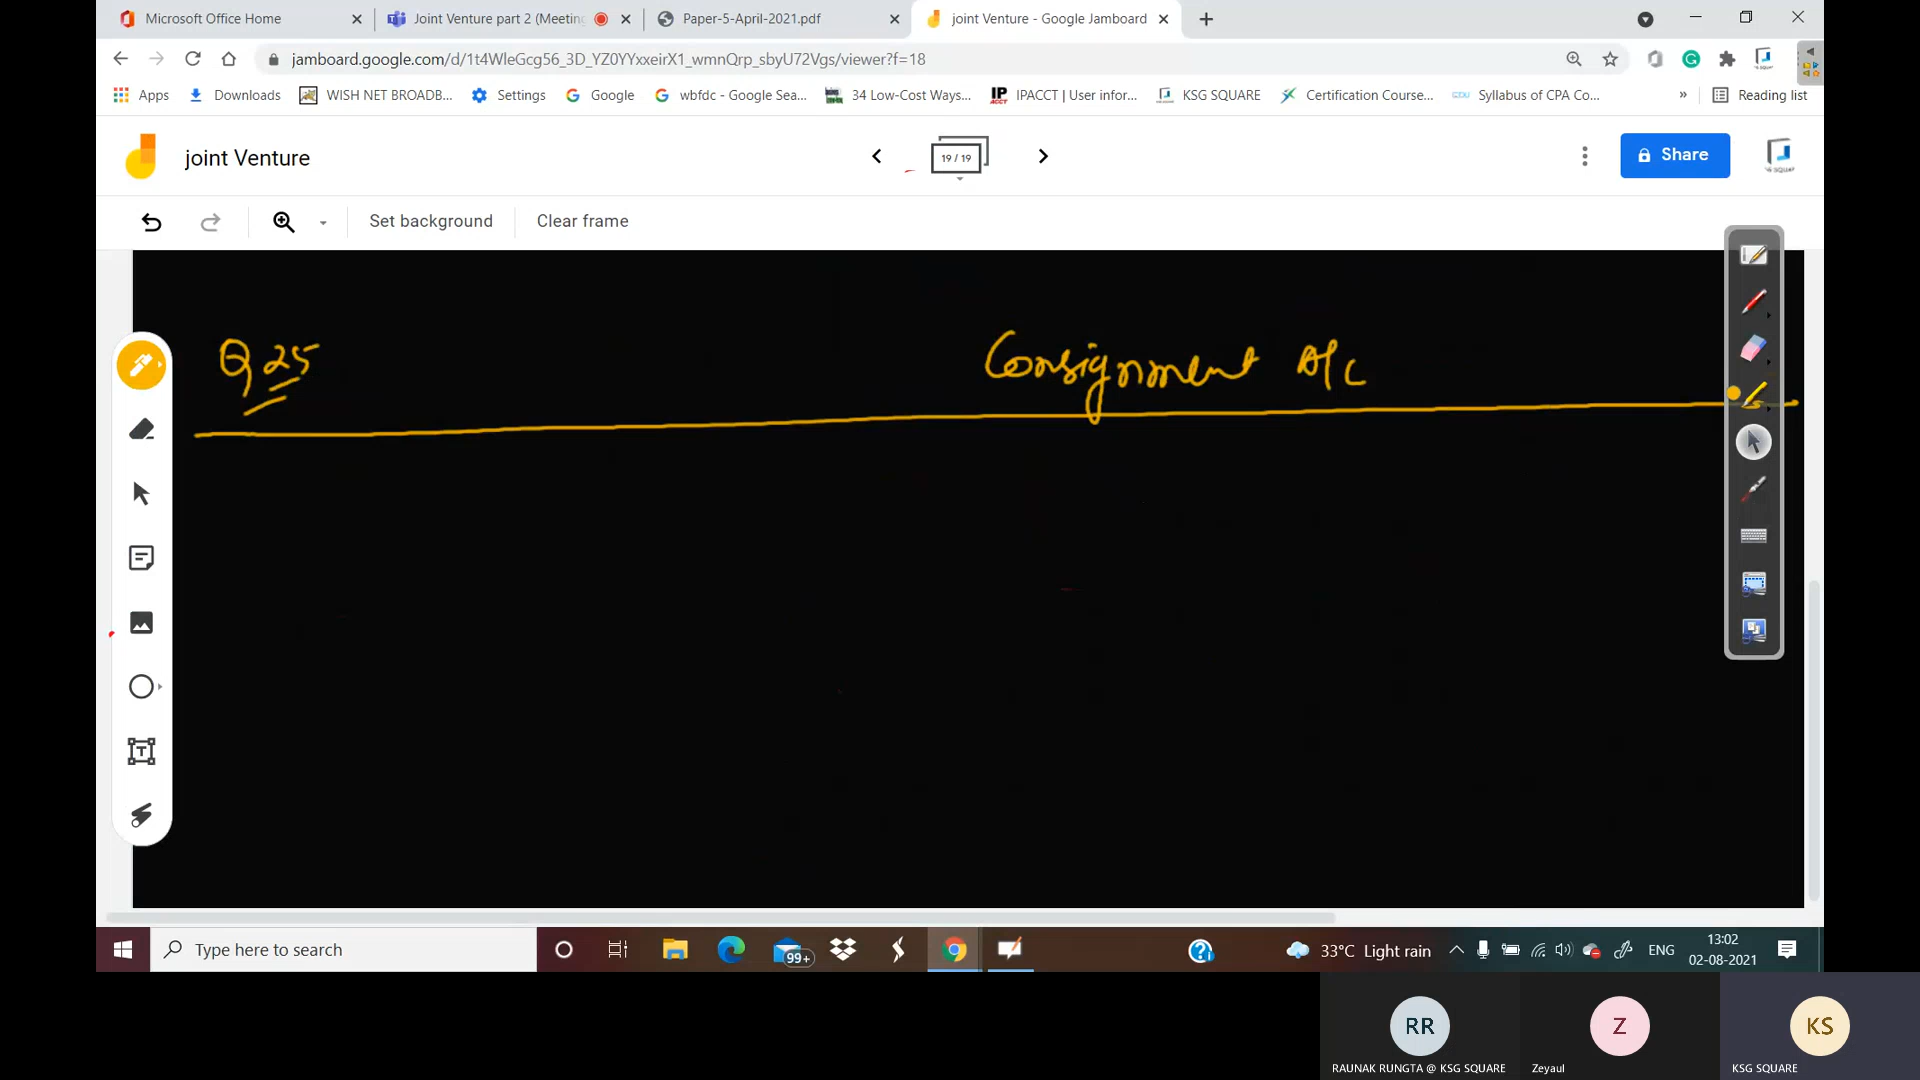 Microsoft Office Home
Joint Venture part 2 (Meetin
Paper-5-April-2021.pdf
joint Venture - Google Jamboard
jamboard.google.com/d/1t4WleGcg56_3D_YZ0YYxxeirX1_wmnQrp_sbyU72Vgs/viewer?f=18
Apps
Downloads
WISH NET BROADB...
Settings
Google
wbfdc - Google Sea...
34 Low-Cost Ways...
IPACCT | User infor...
KSG SQUARE
Certification Course...
Syllabus of CPA Co...
»
Reading list
joint Venture
19 / 19
Share
Set background
Clear frame
Q 25
Consignment A/c
Type here to search
99+
33°C Light rain
ENG
13:02
02-08-2021
RR
Z
KS
RAUNAK RUNGTA @ KSG SQUARE
Zeyaul
KSG SQUARE